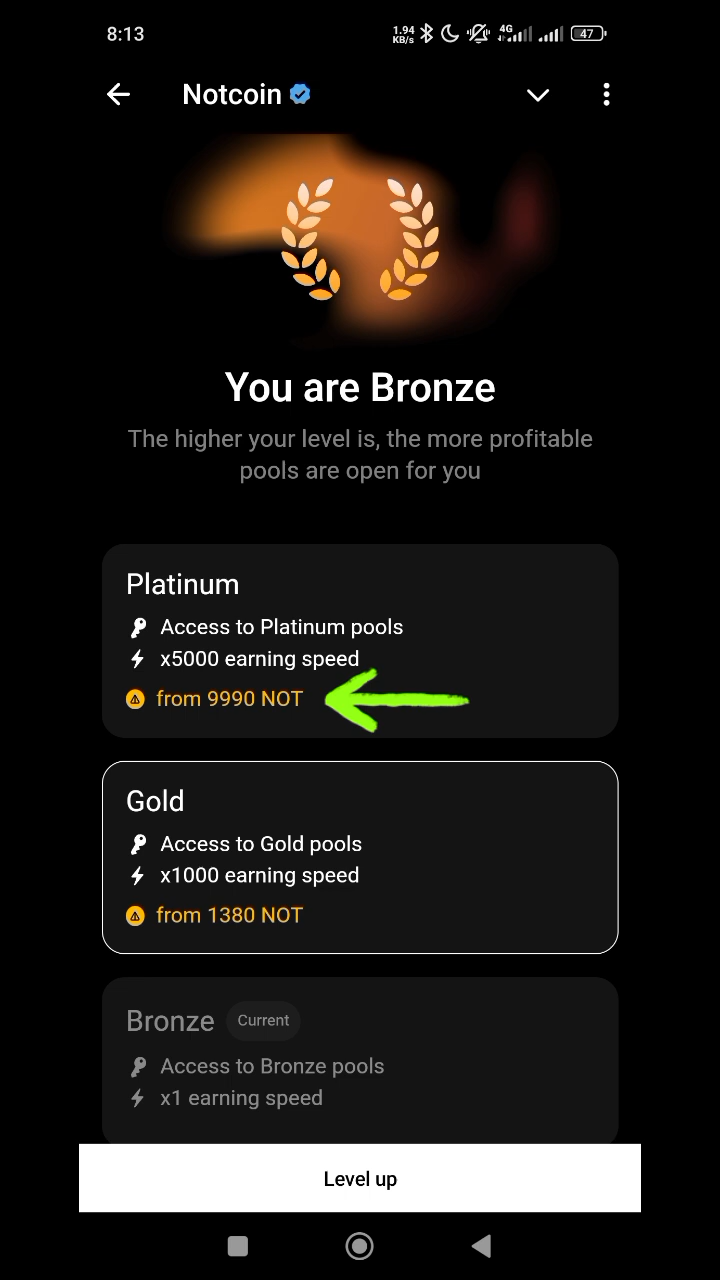 8:13
1.94
KB/s
4G
47
Notcoin
You are Bronze
The higher your level is, the more profitable
pools are open for you
Platinum
Access to Platinum pools
x5000 earning speed
from 9990 NOT
Gold
Access to Gold pools
x1000 earning speed
from 1380 NOT
Bronze Current
Access to Bronze pools
x1 earning speed
Level up